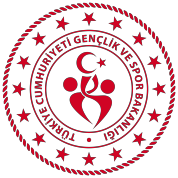 TÜRKİYE CUMHURİYETİ GENÇLİK VE SPOR BAKANLIĞI